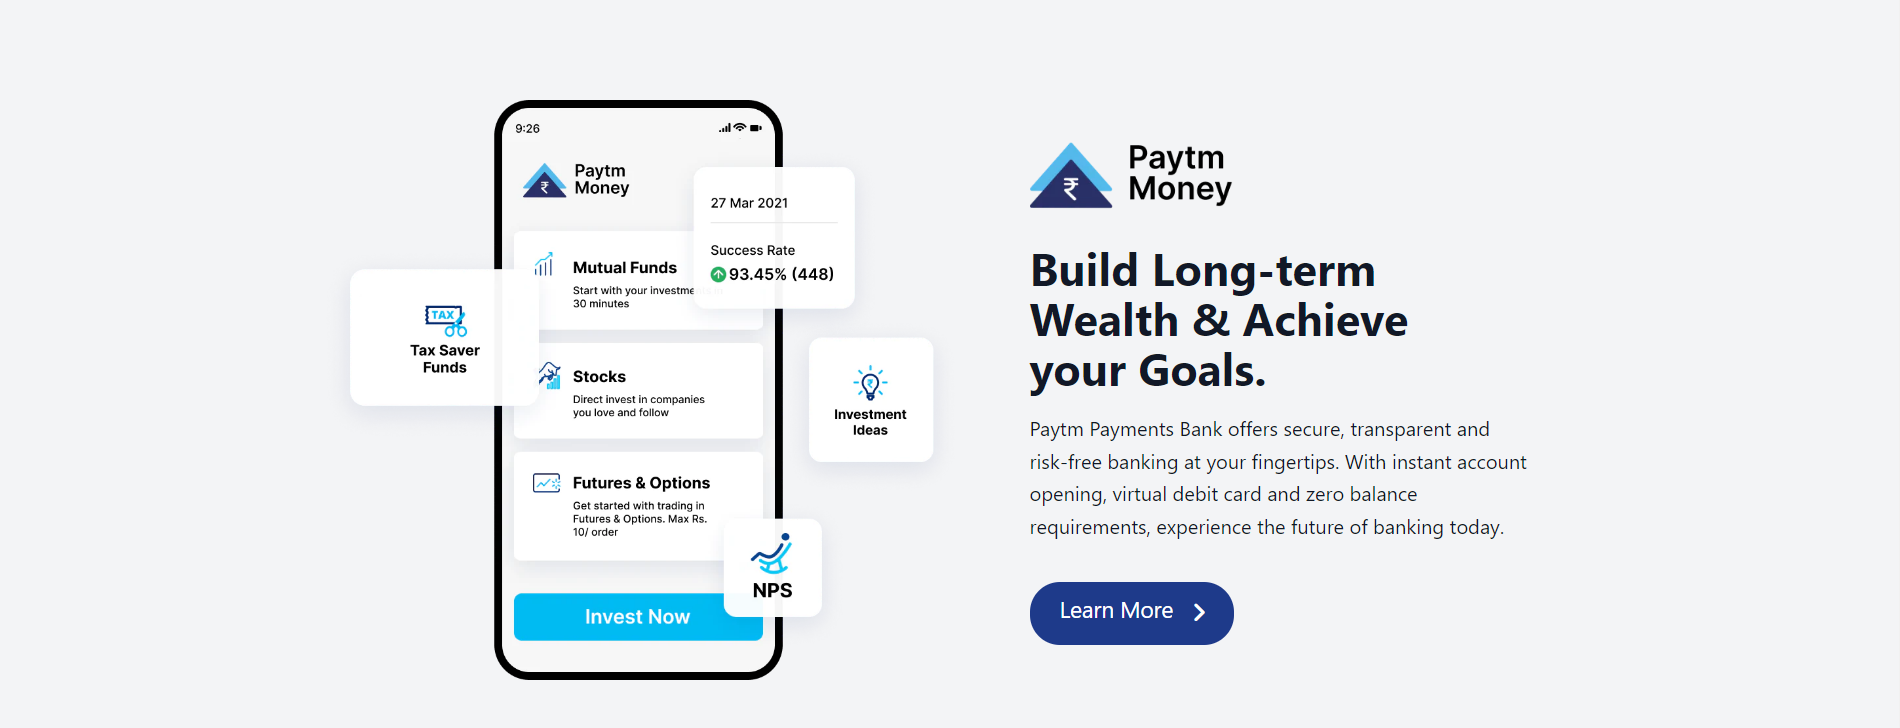 9:26
Paytm
Money
27 Mar 2021
Success Rate
93.45% (448)
Mutual Funds
Start with your investment in
30 minutes
TAX
Tax Saver
Funds
Stocks
Direct invest in companies
you love and follow
Investment
Ideas
Futures & Options
Get started with trading in
Futures & Options. Max Rs.
10/ order
NPS
Invest Now
Paytm
Money
Build Long-term
Wealth & Achieve
your Goals.
Paytm Payments Bank offers secure, transparent and
risk-free banking at your fingertips. With instant account
opening, virtual debit card and zero balance
requirements, experience the future of banking today.
Learn More